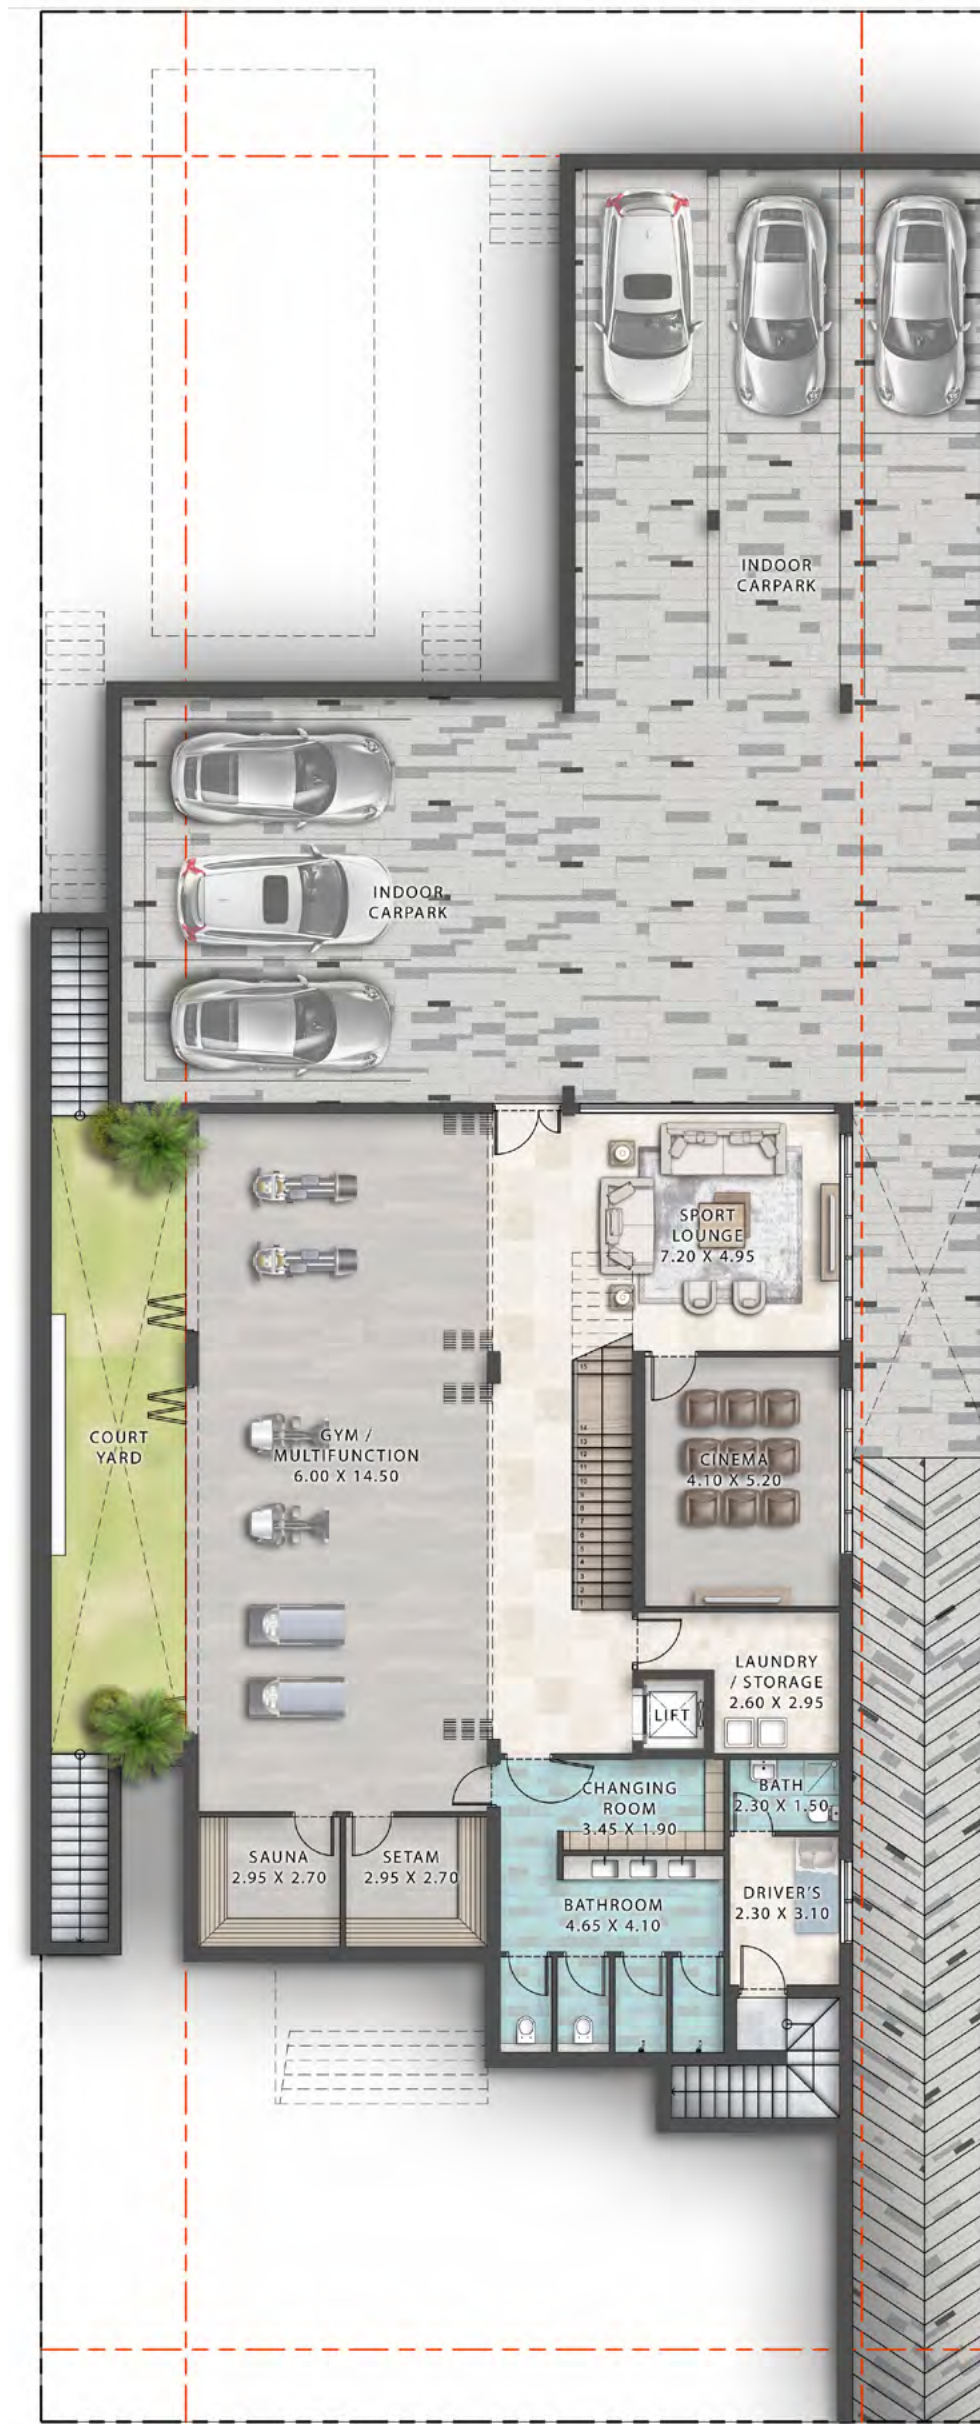 INDOOR
CARPARK
INDOOR
CARPARK
SPORT
LOUNGE
7.20 X 4.95
COURT
YARD
GYM /
MULTIFUNCTION
6.00 X 14.50
CINEMA
4.10 X 5.20
LAUNDRY
/ STORAGE
2.60 X 2.95
LIFT
CHANGING
ROOM
3.45 X 1.90
BATH
2.30 X 1.50
SAUNA
2.95 X 2.70
SETAM
2.95 X 2.70
BATHROOM
4.65 X 4.10
DRIVER'S
2.30 X 3.10